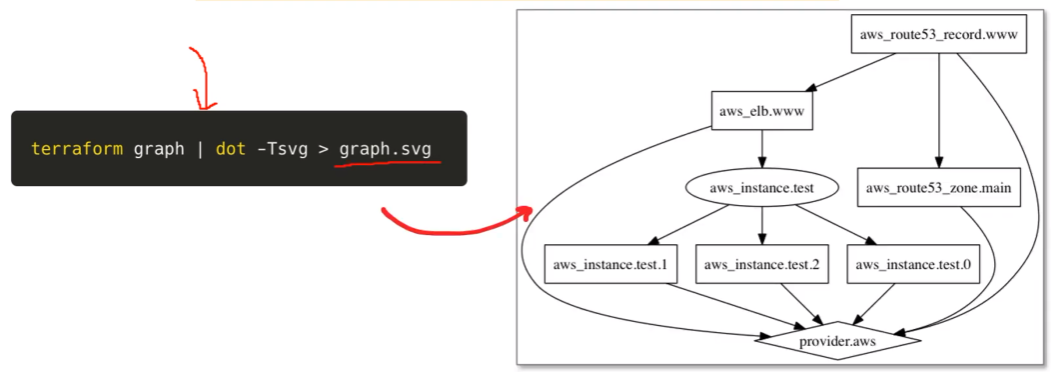 terraform graph | dot -Tsvg > graph.svg
aws_route53_record.www
aws_elb.www
aws_instance.test
aws_route53_zone.main
aws_instance.test.1
aws_instance.test.2
aws_instance.test.0
provider.aws